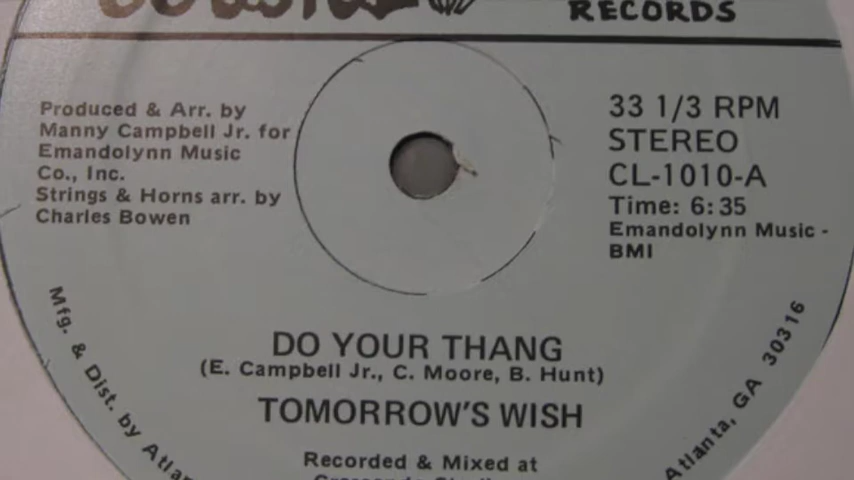 RECORDS
Produced & Arr. by
Manny Campbell Jr. for
Emandolynn Music
Co., Inc.
Strings & Horns arr. by
Charles Bowen
33 1/3 RPM
STEREO
CL-1010-A
Time: 6:35
Emandolynn Music -
BMI
DO YOUR THANG
(E. Campbell Jr., C. Moore, B. Hunt)
TOMORROW'S WISH
Recorded & Mixed at
Mfg. & Dist. by
Atlanta, GA 30316